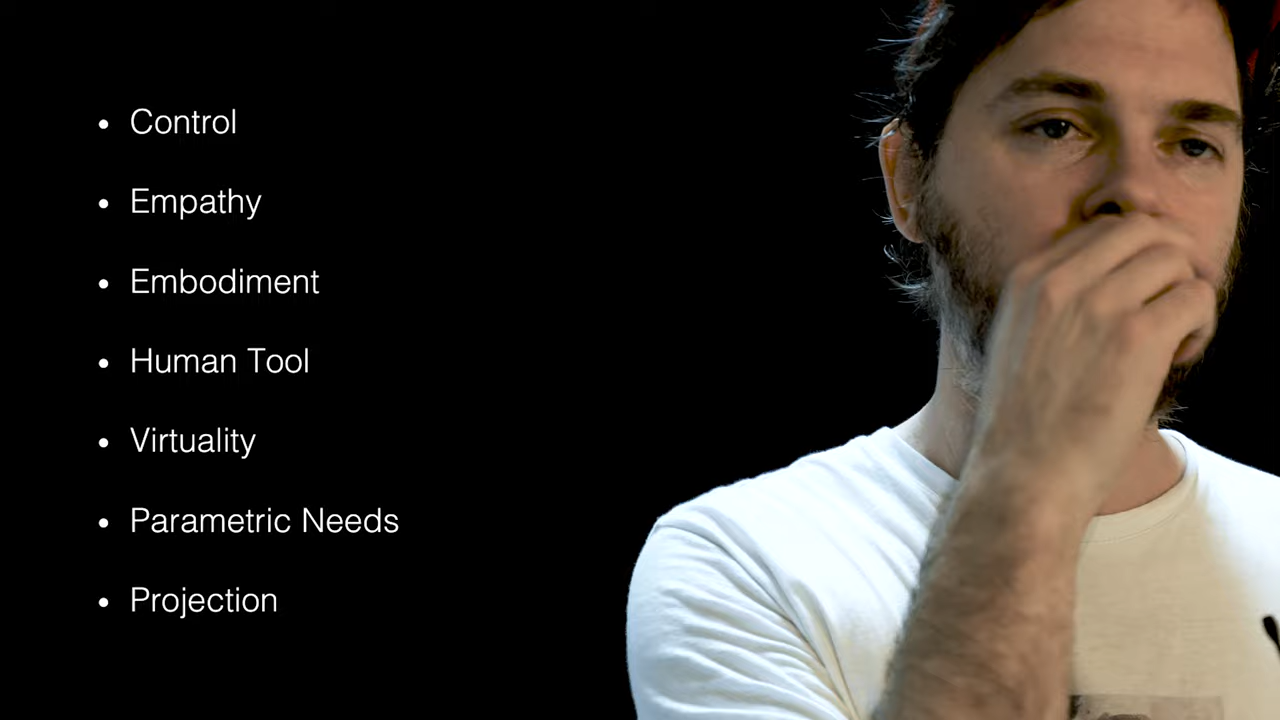 Control
Empathy
Embodiment
Human Tool
Virtuality
Parametric Needs
Projection